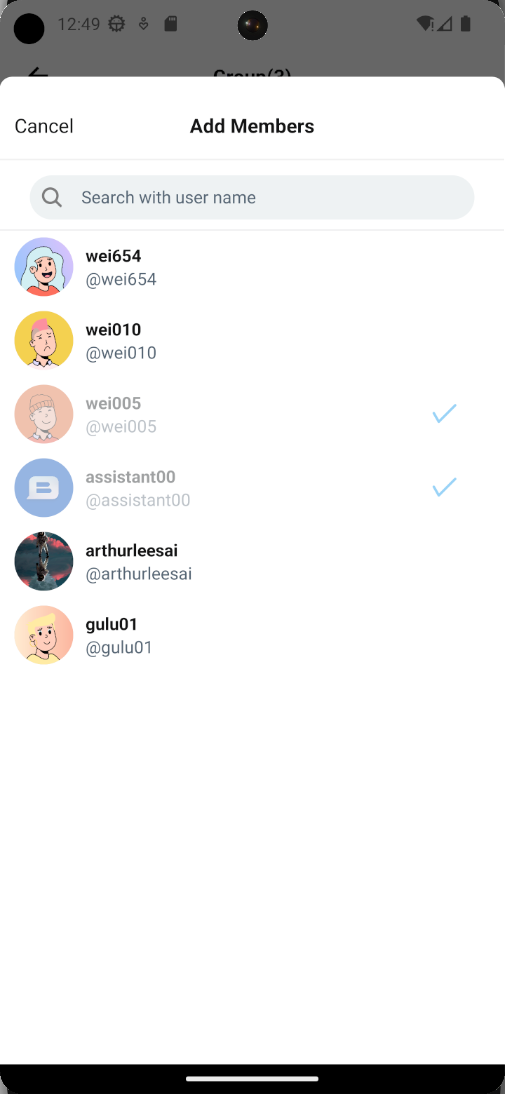 12:49
Group(3)
Cancel
Add Members
Search with user name
wei654
@wei654
wei010
@wei010
wei005
@wei005
assistant00
@assistant00
arthurleesai
@arthurleesai
gulu01
@gulu01